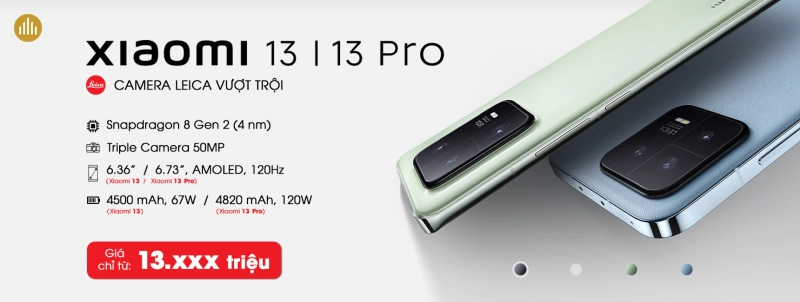 XIAOMI 13 | 13 Pro
Leica CAMERA LEICA VƯỢT TRỘI
Snapdragon 8 Gen 2 (4 nm)
Triple Camera 50MP
6.36” / 6.73”, AMOLED, 120Hz
(Xiaomi 13 / Xiaomi 13 Pro)
4500 mAh, 67W / 4820 mAh, 120W
(Xiaomi 13) (Xiaomi 13 Pro)
Giá
chỉ từ: 13.xxx triệu